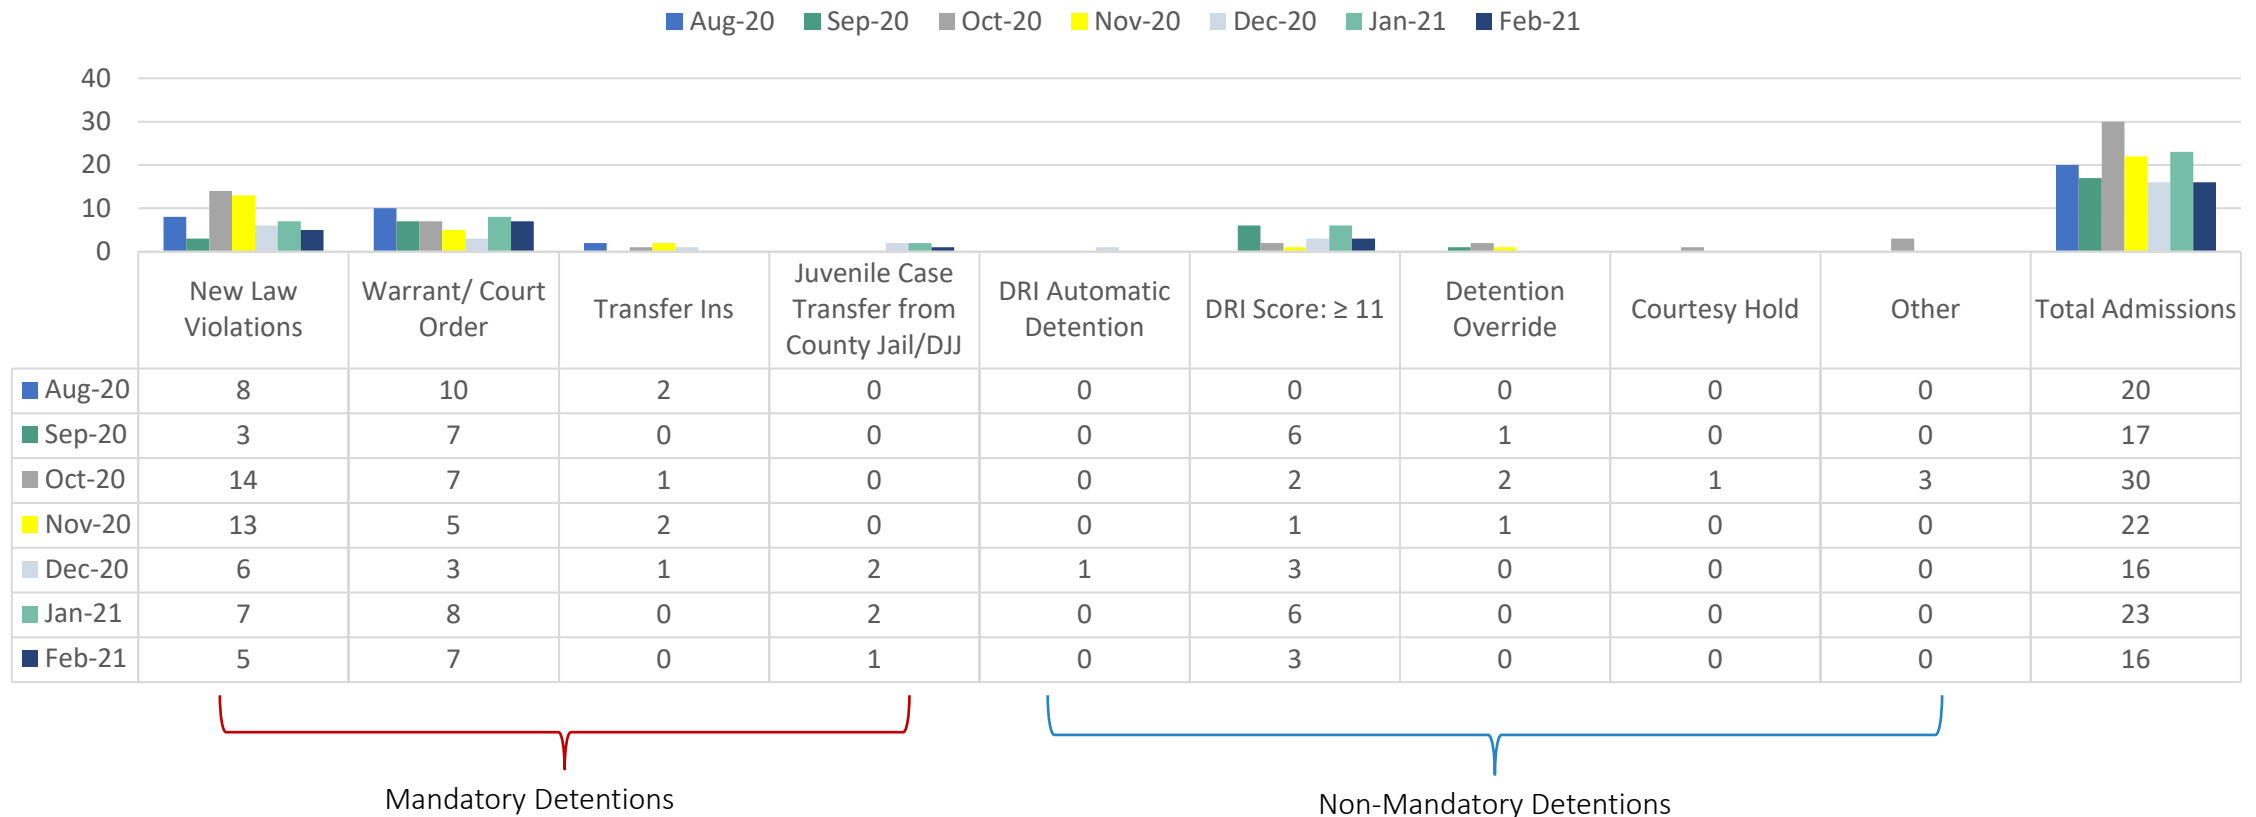 Aug-20 Sep-20 Oct-20 Nov-20 Dec-20 Jan-21 Feb-21
40
30
20
10
0
New Law Violations
Warrant/ Court Order
Transfer Ins
Juvenile Case Transfer from County Jail/DJJ
DRI Automatic Detention
DRI Score: ≥ 11
Detention Override
Courtesy Hold
Other
Total Admissions
Aug-20 8 10 2 0 0 0 0 0 0 20
Sep-20 3 7 0 0 0 6 1 0 0 17
Oct-20 14 7 1 0 0 2 2 1 3 30
Nov-20 13 5 2 0 0 1 1 0 0 22
Dec-20 6 3 1 2 1 3 0 0 0 16
Jan-21 7 8 0 2 0 6 0 0 0 23
Feb-21 5 7 0 1 0 3 0 0 0 16
Mandatory Detentions
Non-Mandatory Detentions